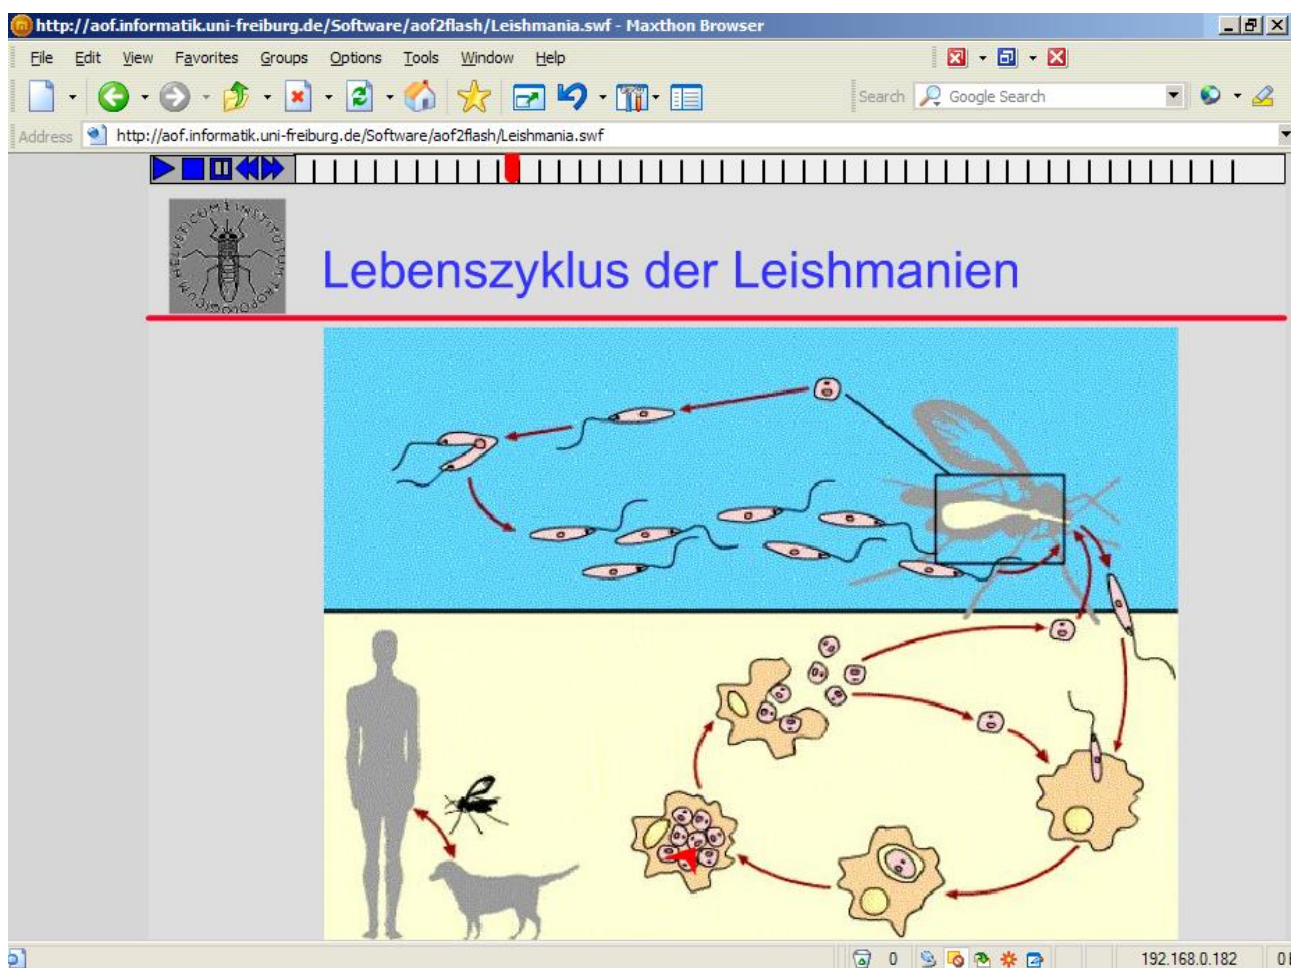 http://aof.informatik.uni-freiburg.de/Software/aof2flash/Leishmania.swf - Maxthon Browser
File Edit View Favorites Groups Options Tools Window Help
Search Google Search
Address http://aof.informatik.uni-freiburg.de/Software/aof2flash/Leishmania.swf
Lebenszyklus der Leishmanien
0 192.168.0.182 0